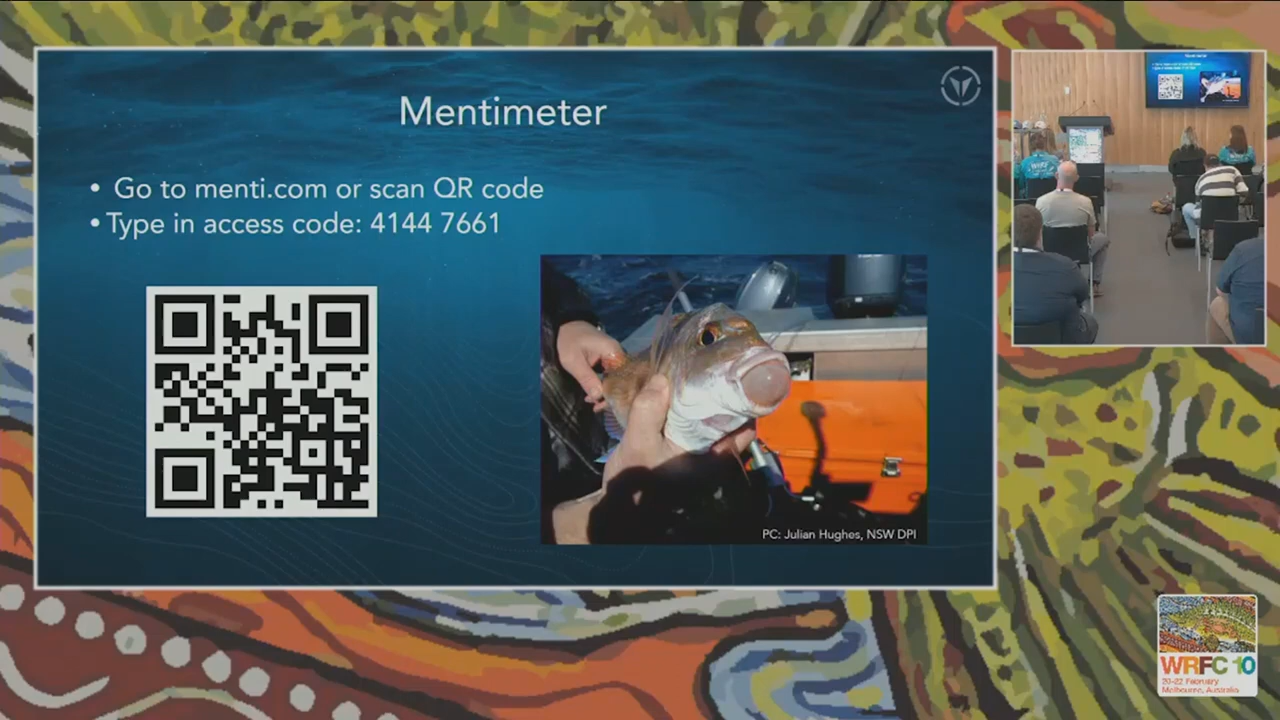 Mentimeter
• Go to menti.com or scan QR code
• Type in access code: 4144 7661
PC: Julian Hughes, NSW DPI
WRFC 10
20-22 February
Melbourne, Australia